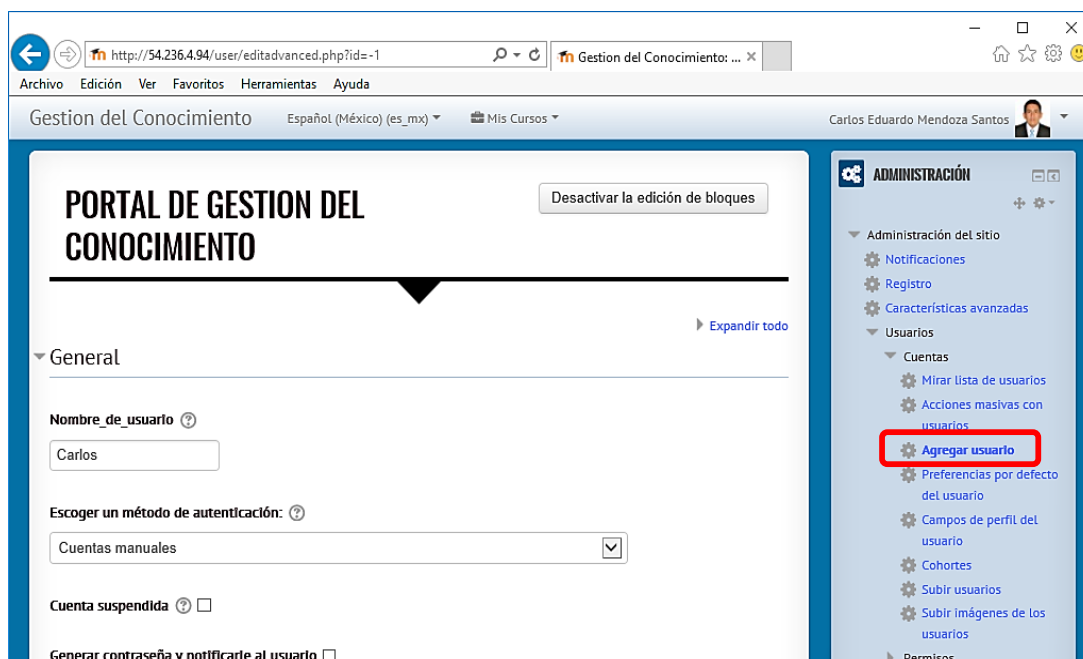 http://54.236.4.94/user/editadvanced.php?id=-1
Gestion del Conocimiento: ...
Archivo Edición Ver Favoritos Herramientas Ayuda
Gestion del Conocimiento Español (México) (es_mx) Mis Cursos Carlos Eduardo Mendoza Santos
PORTAL DE GESTION DEL
CONOCIMIENTO
Desactivar la edición de bloques
Expandir todo
General
Nombre_de_usuario
Carlos
Escoger un método de autenticación:
Cuentas manuales
Cuenta suspendida
Generar contraseña y notificarle al usuario
ADMINISTRACIÓN
Administración del sitio
Notificaciones
Registro
Características avanzadas
Usuarios
Cuentas
Mirar lista de usuarios
Acciones masivas con
usuarios
Agregar usuario
Preferencias por defecto
del usuario
Campos de perfil del
usuario
Cohortes
Subir usuarios
Subir imágenes de los
usuarios
Permisos